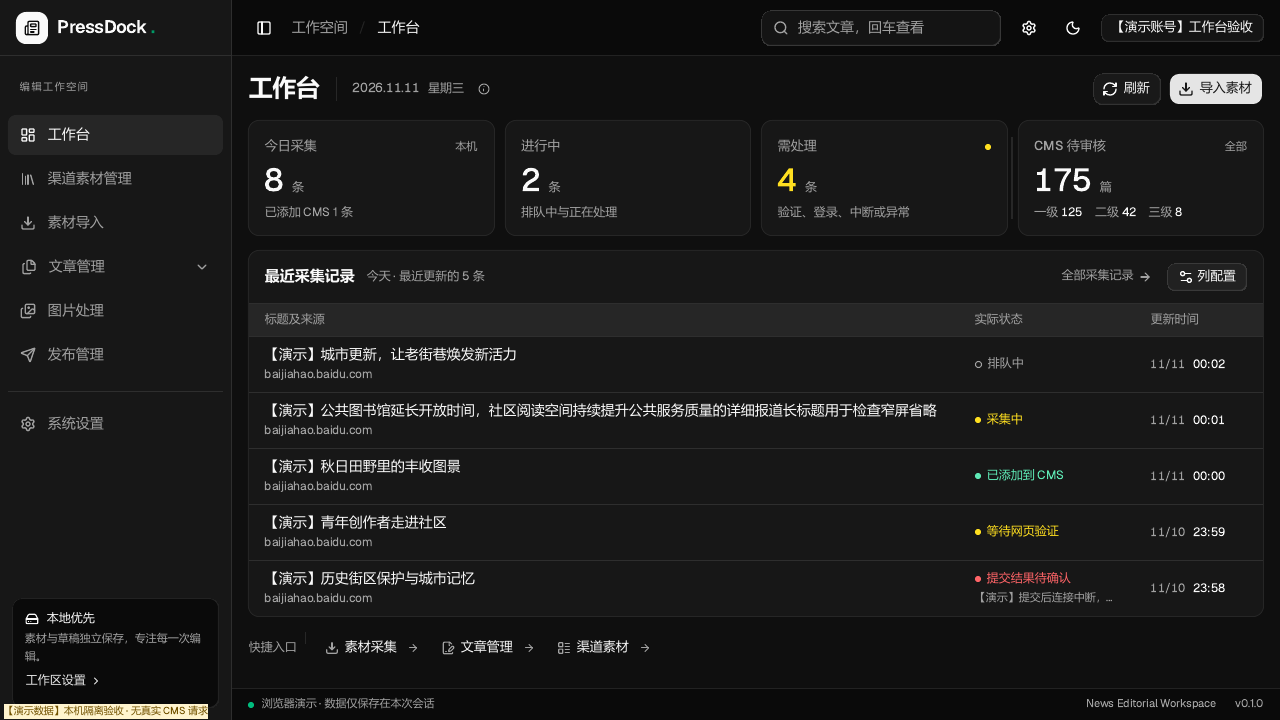 PressDock.
工作空间 / 工作台
搜索文章，回车查看
【演示账号】工作台验收
编辑工作空间
工作台
渠道素材管理
素材导入
文章管理
图片处理
发布管理
系统设置
本地优先
素材与草稿独立保存，专注每一次编
辑。
工作区设置
【演示数据】本机隔离验收 · 无真实 CMS 请求
工作台
2026.11.11 星期三
刷新
导入素材
今日采集 本机
8 条
已添加 CMS 1 条
进行中
2 条
排队中与正在处理
需处理
4 条
验证、登录、中断或异常
CMS 待审核 全部
175 篇
一级 125 二级 42 三级 8
最近采集记录 今天 · 最近更新的 5 条
全部采集记录 →
列配置
标题及来源 实际状态 更新时间
【演示】城市更新，让老街巷焕发新活力
baijiahao.baidu.com
排队中
11/11 00:02
【演示】公共图书馆延长开放时间，社区阅读空间持续提升公共服务质量的详细报道长标题用于检查窄屏省略
baijiahao.baidu.com
采集中
11/11 00:01
【演示】秋日田野里的丰收图景
baijiahao.baidu.com
已添加到 CMS
11/11 00:00
【演示】青年创作者走进社区
baijiahao.baidu.com
等待网页验证
11/10 23:59
【演示】历史街区保护与城市记忆
baijiahao.baidu.com
提交结果待确认
【演示】提交后连接中断，…
11/10 23:58
快捷入口
素材采集 →
文章管理 →
渠道素材 →
浏览器演示 · 数据仅保存在本次会话
News Editorial Workspace v0.1.0